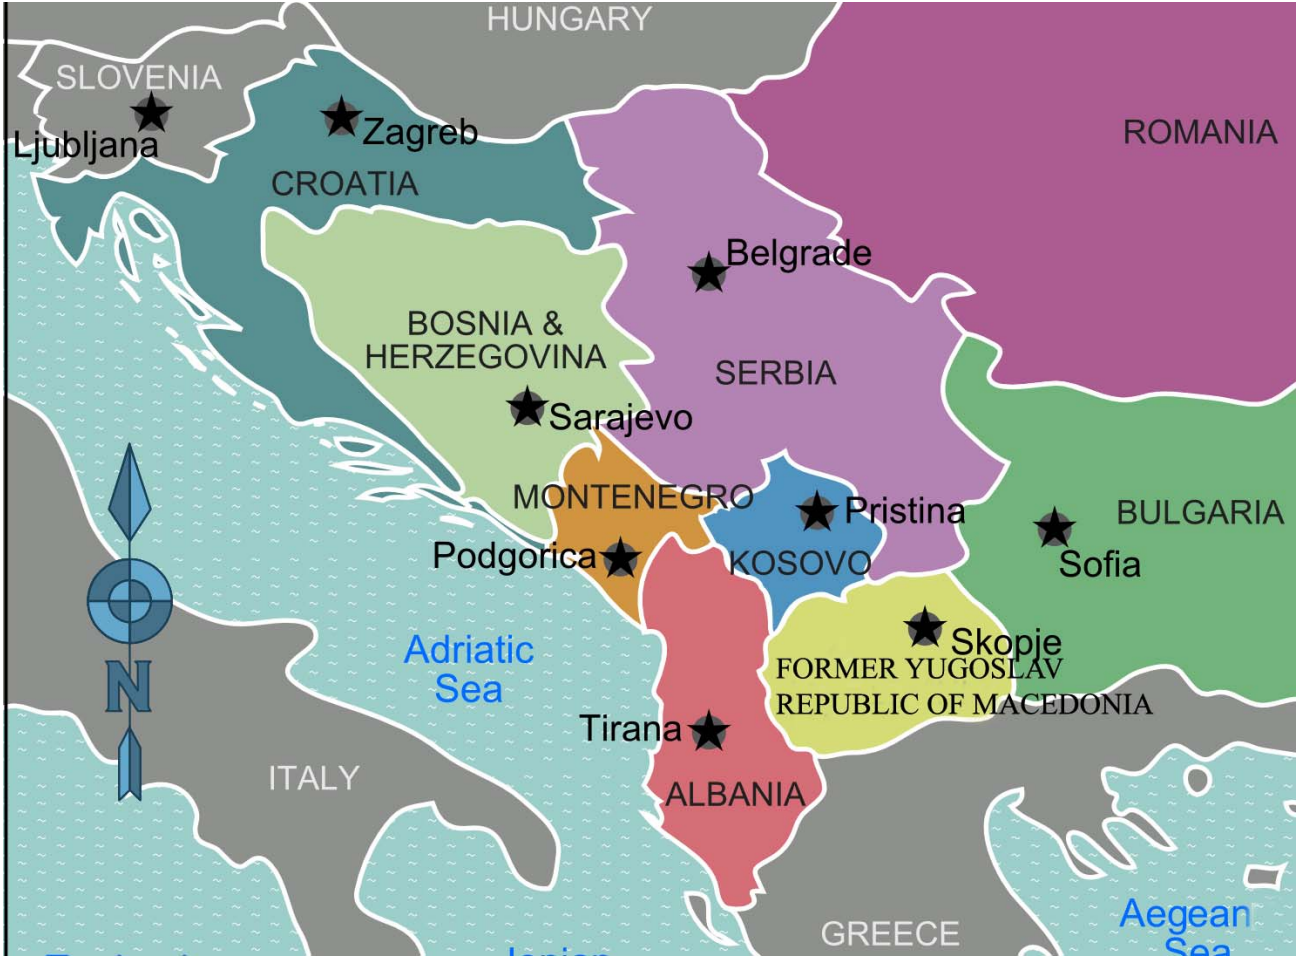 HUNGARY
SLOVENIA
Ljubljana
Zagreb
ROMANIA
CROATIA
Belgrade
BOSNIA &
HERZEGOVINA
SERBIA
Sarajevo
MONTENEGRO
Pristina
BULGARIA
Podgorica
KOSOVO
Sofia
Adriatic
Sea
Skopje
FORMER YUGOSLAV
REPUBLIC OF MACEDONIA
N
Tirana
ITALY
ALBANIA
Aegean
Sea
GREECE
Ionian